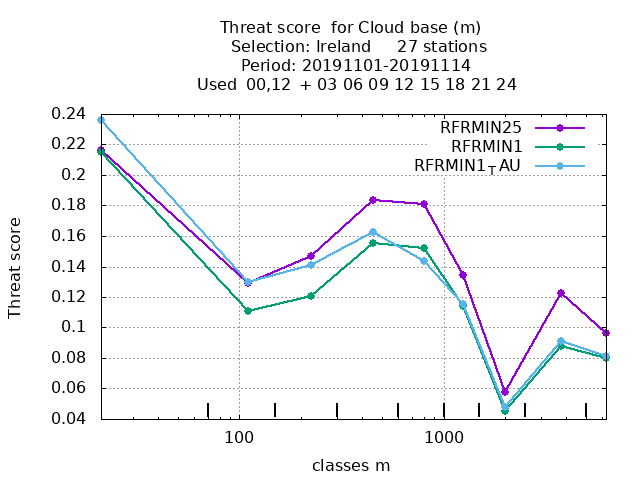 Threat score  for Cloud base (m)
Selection: Ireland     27 stations
Period: 20191101-20191114
Used  00,12  + 03 06 09 12 15 18 21 24
RFRMIN25
RFRMIN1
RFRMIN1TAU
0.24
0.22
0.2
0.18
0.16
0.14
0.12
0.1
0.08
0.06
0.04
Threat score
100
1000
classes m